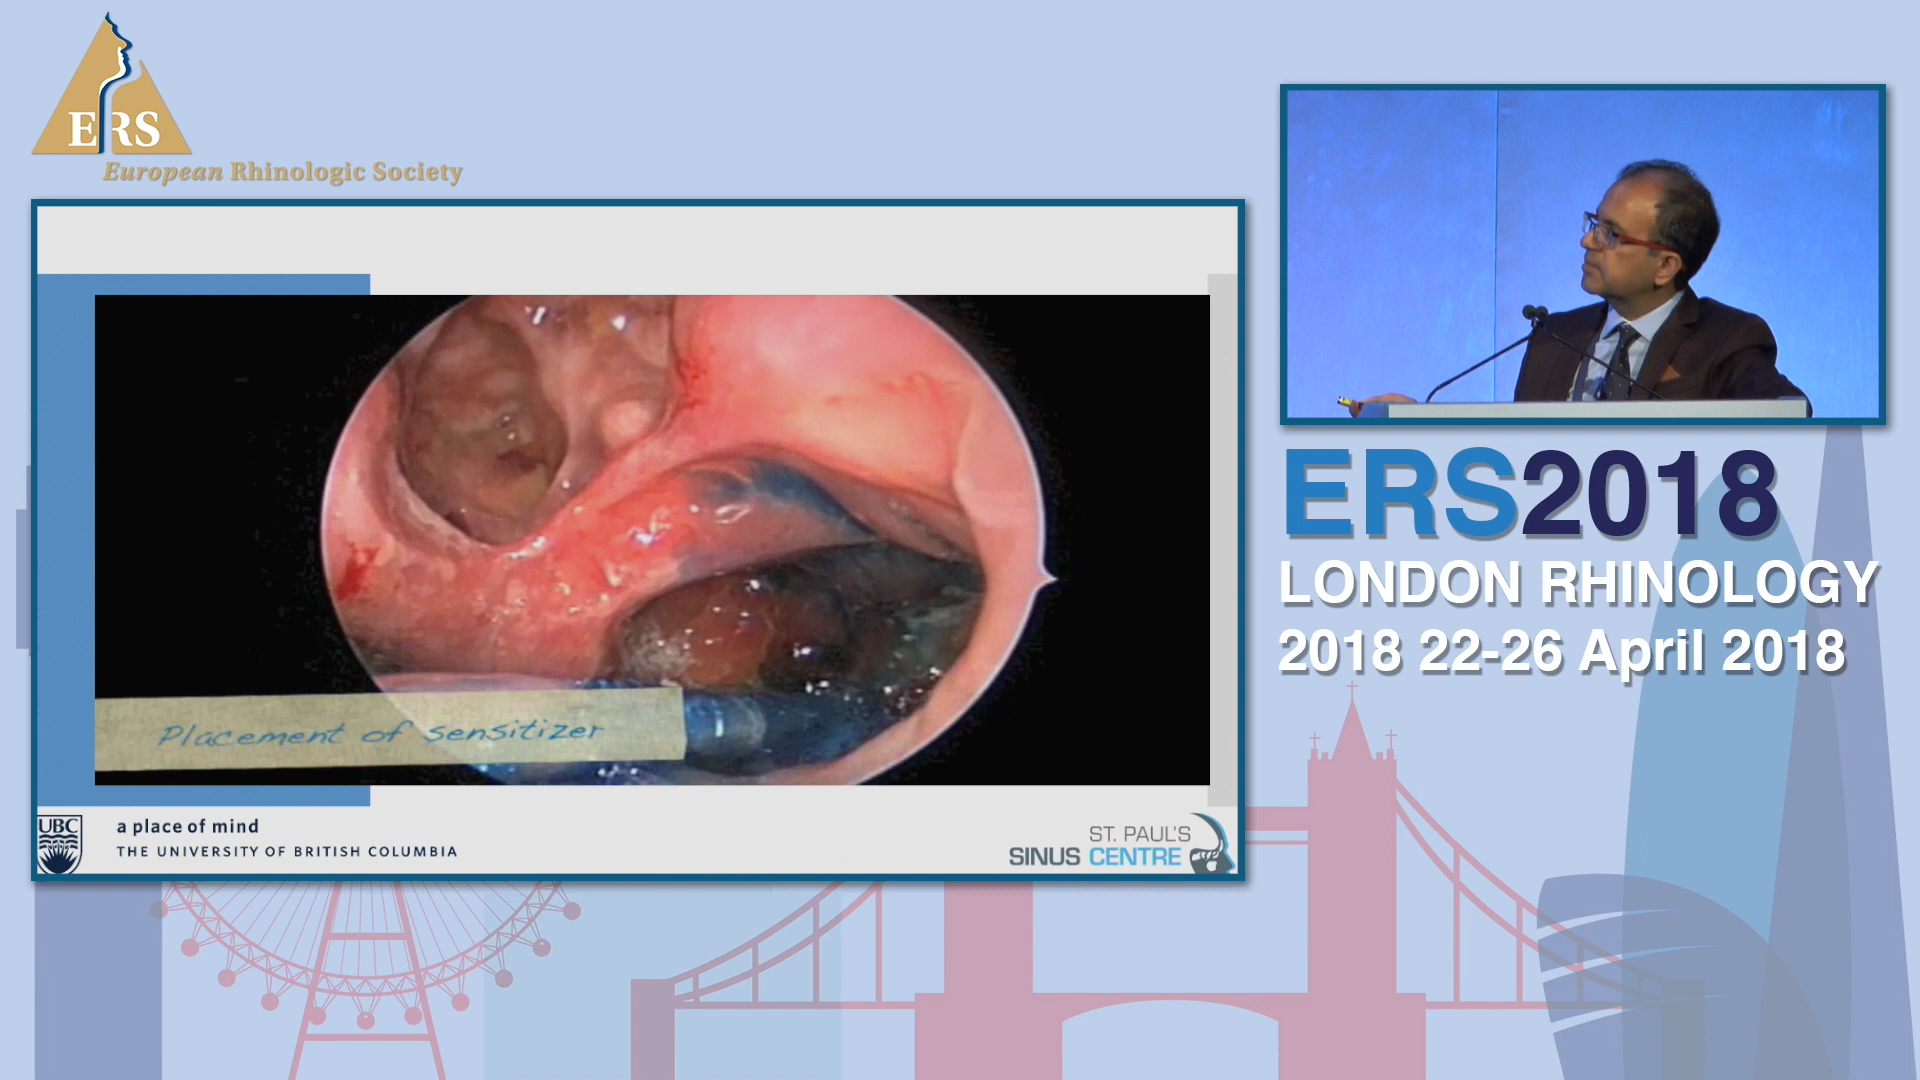 ERS
European Rhinologic Society
Placement of sensitizer
UBC
a place of mind
THE UNIVERSITY OF BRITISH COLUMBIA
ST. PAUL'S
SINUS CENTRE
ERS2018
LONDON RHINOLOGY
2018 22-26 April 2018